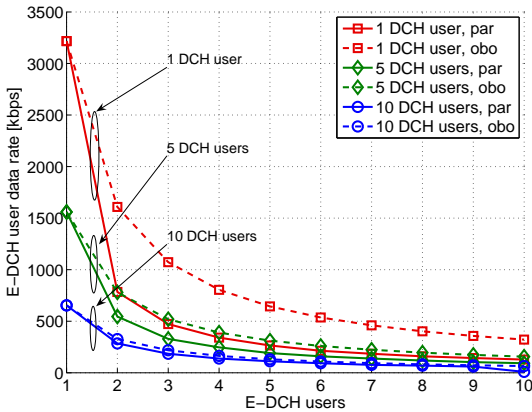 3500
3000
2500
2000
1500
1000
500
0
E-DCH user data rate [kbps]
1 DCH user, par
1 DCH user, obo
5 DCH users, par
5 DCH users, obo
10 DCH users, par
10 DCH users, obo
1 DCH user
5 DCH users
10 DCH users
1 2 3 4 5 6 7 8 9 10
E-DCH users